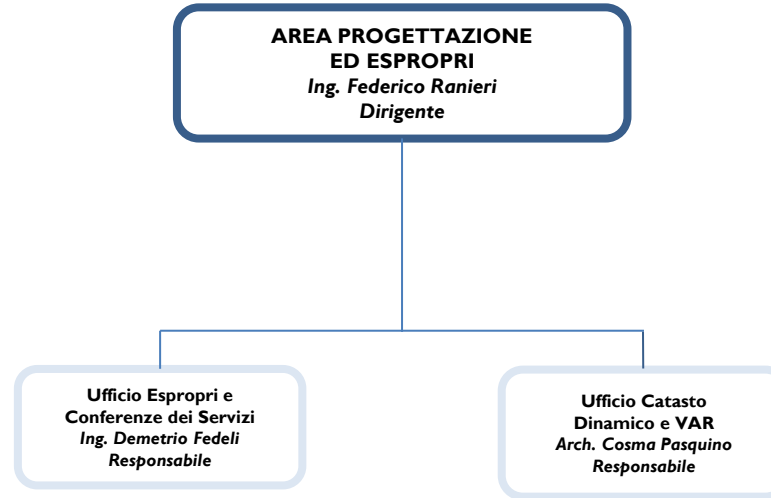 AREA PROGETTAZIONE
ED ESPROPRI
Ing. Federico Ranieri
Dirigente
Ufficio Espropri e
Conferenze dei Servizi
Ing. Demetrio Fedeli
Responsabile
Ufficio Catasto
Dinamico e VAR
Arch. Cosma Pasquino
Responsabile